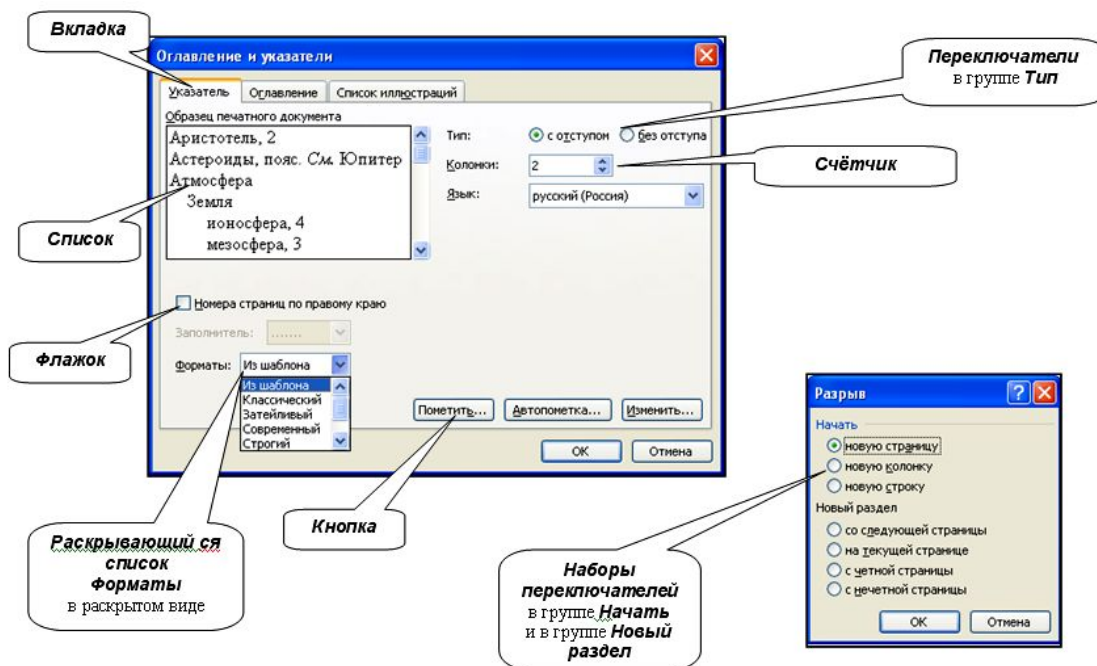 Вкладка
Оглавление и указатели
Переключатели
в группе Тип
Указатель
Оглавление
Список иллюстраций
Образец печатного документа
Аристотель, 2
Астероиды, пояс. См. Юпитер
Атмосфера
Земля
ионосфера, 4
мезосфера, 3
Тип:
с отступом
без отступа
Колонки:
2
Язык:
русский (Россия)
Счётчик
Список
Номера страниц по правому краю
Заполнитель:
.......
Флажок
Форматы:
Из шаблона
Из шаблона
Классический
Затейливый
Современный
Строгий
Пометить...
Автопометка...
Изменить...
ОК
Отмена
Раскрывающий ся
список
Форматы
в раскрытом виде
Кнопка
Наборы
переключателей
в группе Начать
и в группе Новый
раздел
Разрыв
Начать
новую страницу
новую колонку
новую строку
Новый раздел
со следующей страницы
на текущей странице
с четной страницы
с нечетной страницы
ОК
Отмена